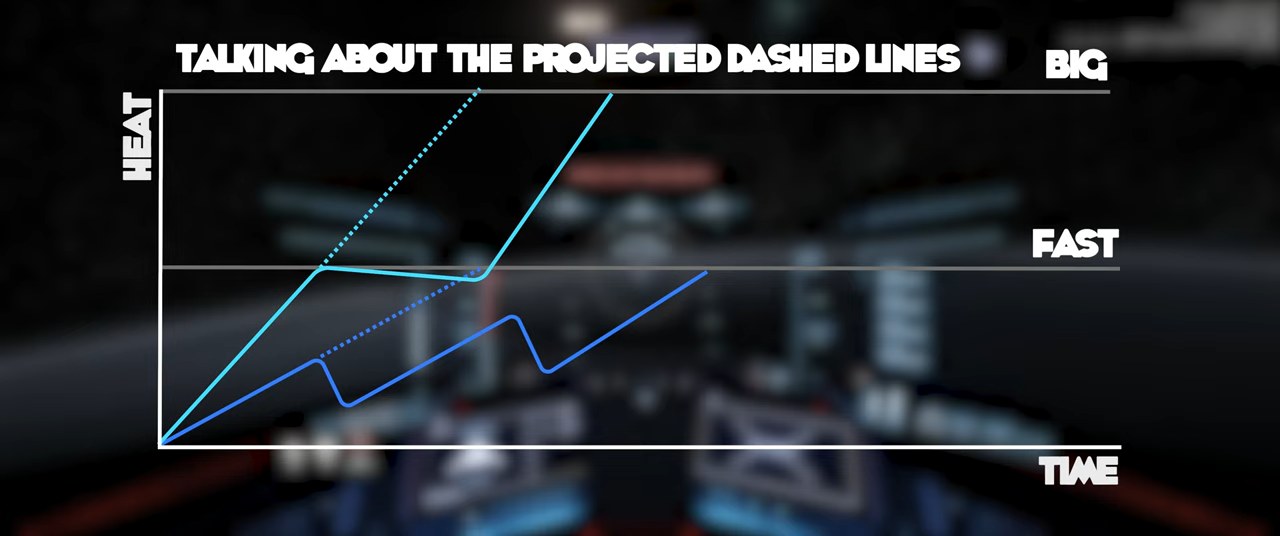 TALKING ABOUT THE PROJECTED DASHED LINES
BIG
HEAT
FAST
TIME